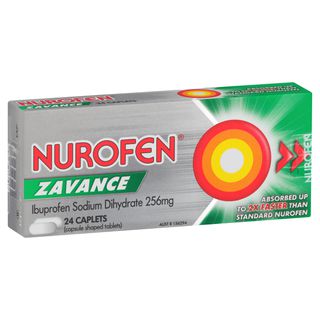 NUROFEN®
ZAVANCE
Ibuprofen Sodium Dihydrate 256mg
24 CAPLETS
(capsule shaped tablets)
ABSORBED UP
TO 2X FASTER THAN
STANDARD NUROFEN
NUROFEN